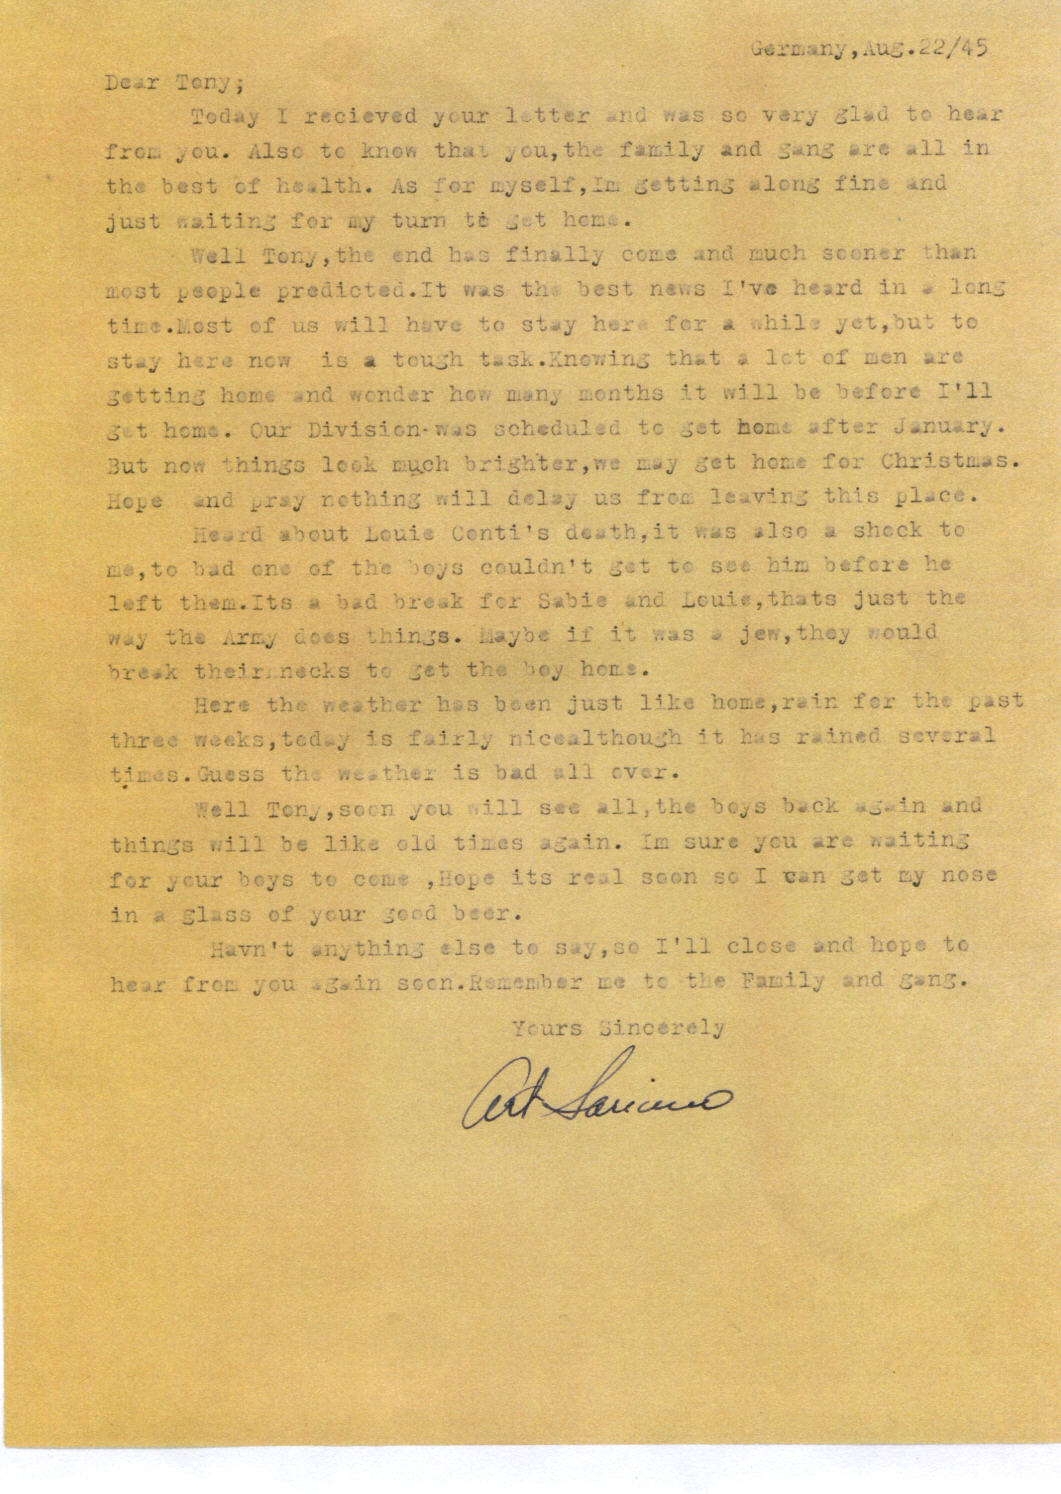 Germany,Aug.22/45
Dear Tony;
Today I recieved your letter and was so very glad to hear
from you. Also to know that you,the family and gang are all in
the best of health. As for myself,Im getting along fine and
just waiting for my turn to get home.
Well Tony,the end has finally come and much sooner than
most people predicted.It was the best news I've heard in a long
time.Most of us will have to stay here for a while yet,but to
stay here now is a tough task.Knowing that a lot of men are
getting home and wonder how many months it will be before I'll
get home. Our Division was scheduled to get home after January.
But now things look much brighter,we may get home for Christmas.
Hope and pray nothing will delay us from leaving this place.
Heard about Louie Conti's death,it was also a shock to
me,to bad one of the boys couldn't get to see him before he
left them.Its a bad break for Sabie and Louie,thats just the
way the Army does things. Maybe if it was a jew,they would
break their necks to get the boy home.
Here the weather has been just like home,rain for the past
three weeks,today is fairly nicealthough it has rained several
times.Guess the weather is bad all over.
Well Tony,soon you will see all,the boys back again and
things will be like old times again. Im sure you are waiting
for your boys to come ,Hope its real soon so I can get my nose
in a glass of your good beer.
Havn't anything else to say,so I'll close and hope to
hear from you again soon.Remember me to the Family and gang.
Yours Sincerely
Art